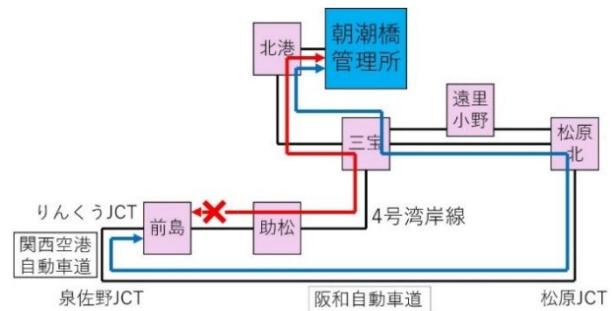 北港
朝潮橋
管理所
遠里
小野
三宝
松原
北
りんくうJCT
前島
助松
4号湾岸線
関西空港
自動車道
泉佐野JCT
阪和自動車道
松原JCT